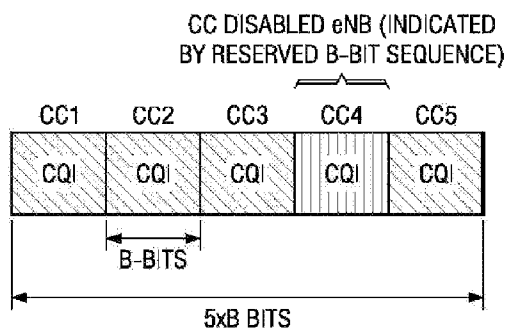 CC DISABLED eNB (INDICATED
BY RESERVED B-BIT SEQUENCE)
CC1 CC2 CC3 CC4 CC5
CQI CQI CQI CQI CQI
B-BITS
5xB BITS